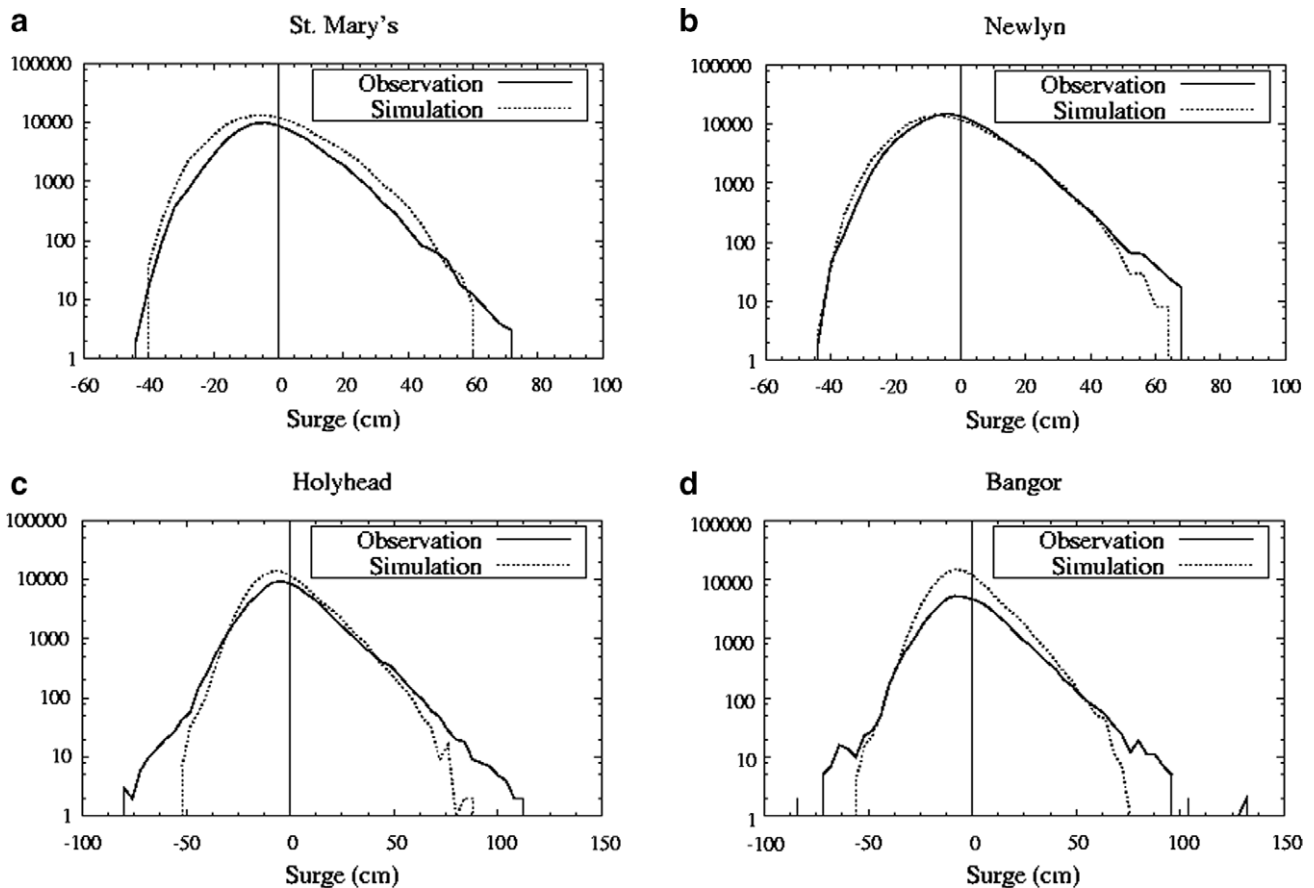 a
St. Mary's
100000
10000
1000
100
10
1
Observation
Simulation
-60 -40 -20 0 20 40 60 80 100
Surge (cm)
b
Newlyn
100000
10000
1000
100
10
1
Observation
Simulation
-60 -40 -20 0 20 40 60 80 100
Surge (cm)
c
Holyhead
100000
10000
1000
100
10
1
Observation
Simulation
-100 -50 0 50 100 150
Surge (cm)
d
Bangor
100000
10000
1000
100
10
1
Observation
Simulation
-100 -50 0 50 100 150
Surge (cm)